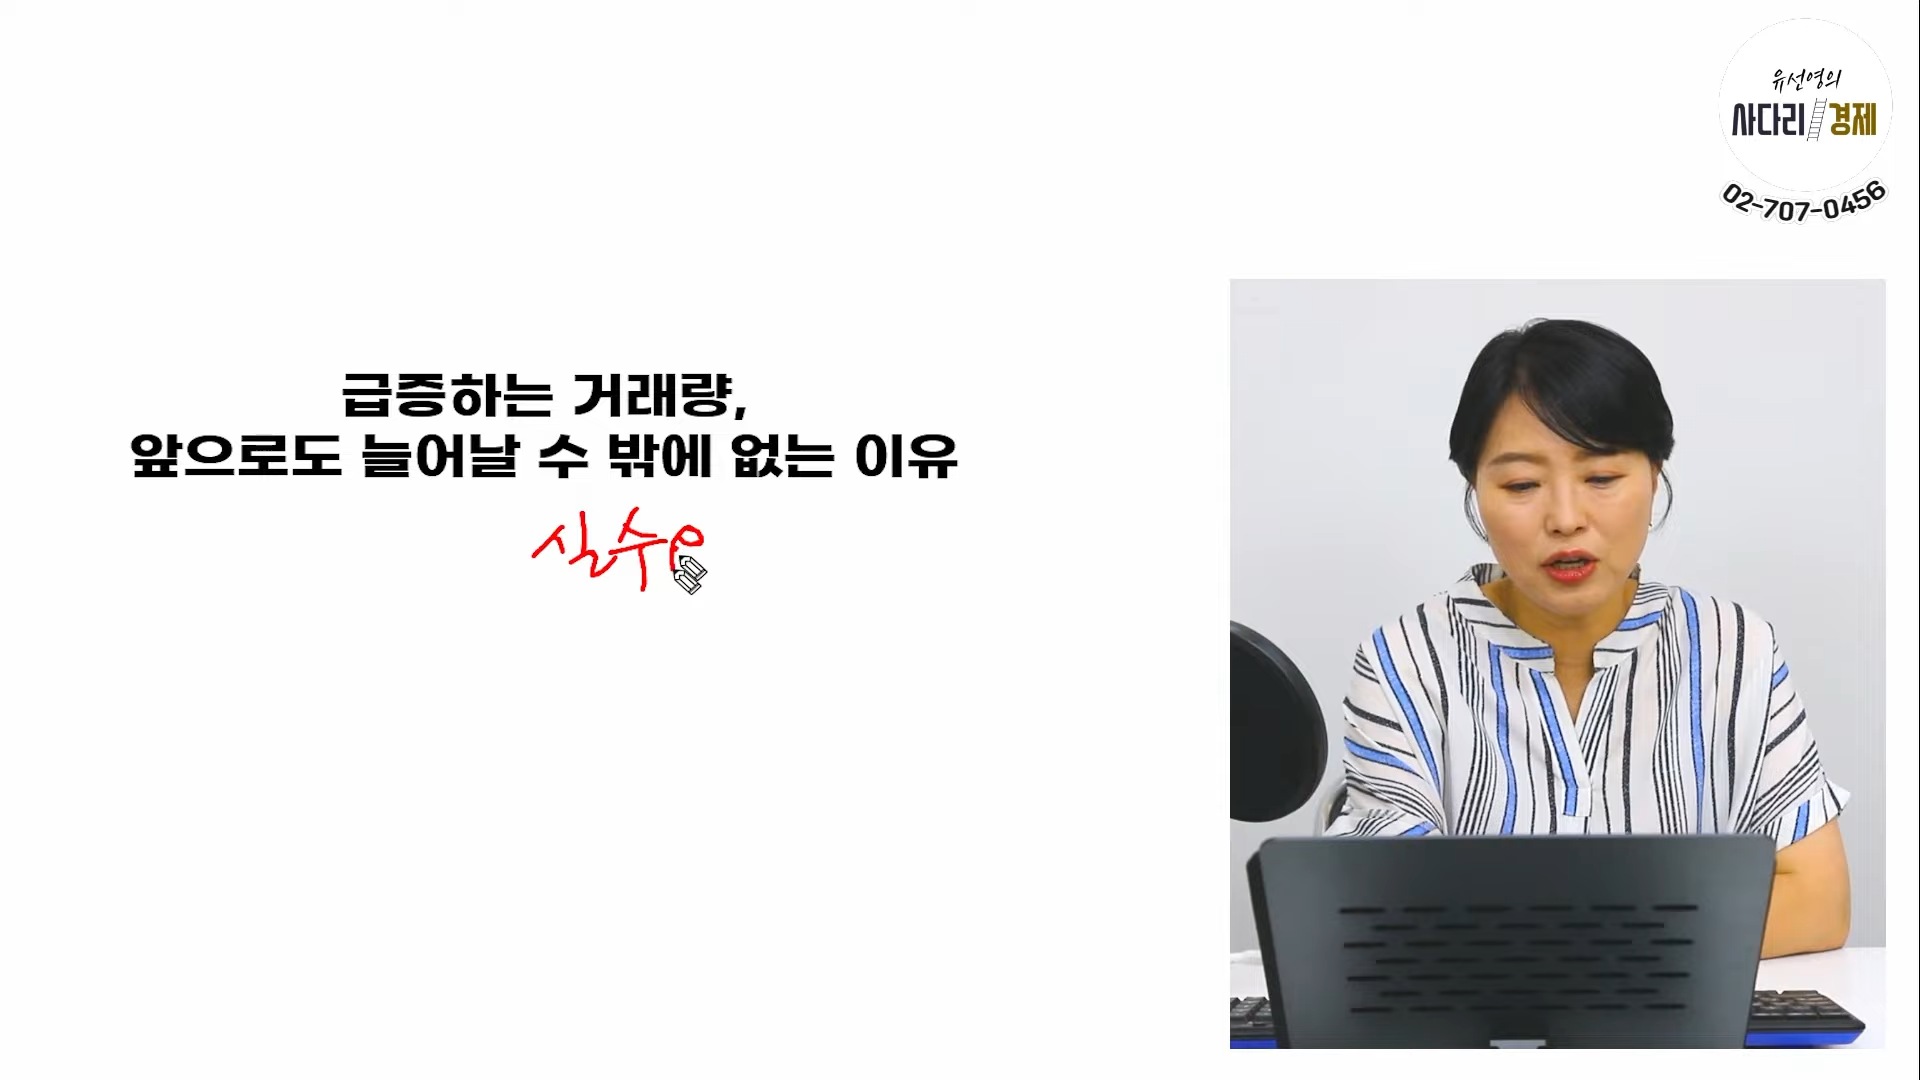 유선영의
사다리 경제
02-707-0456
급증하는 거래량,
앞으로도 늘어날 수 밖에 없는 이유
실수